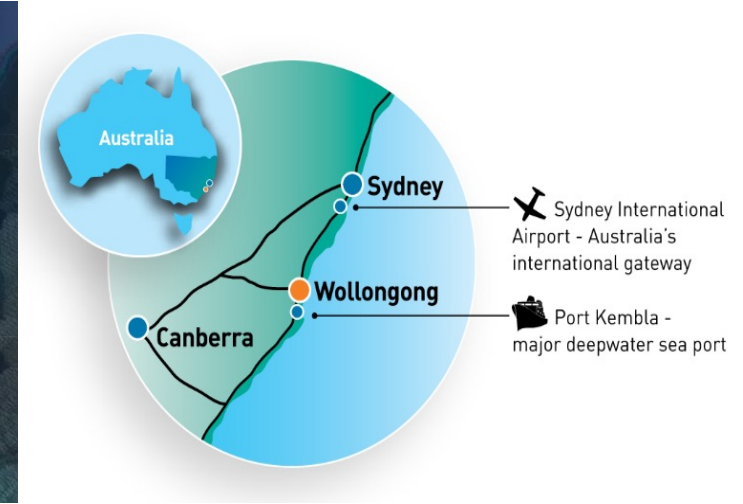 Australia
Sydney
Sydney International
Airport - Australia's
international gateway
Wollongong
Port Kembla -
major deepwater sea port
Canberra